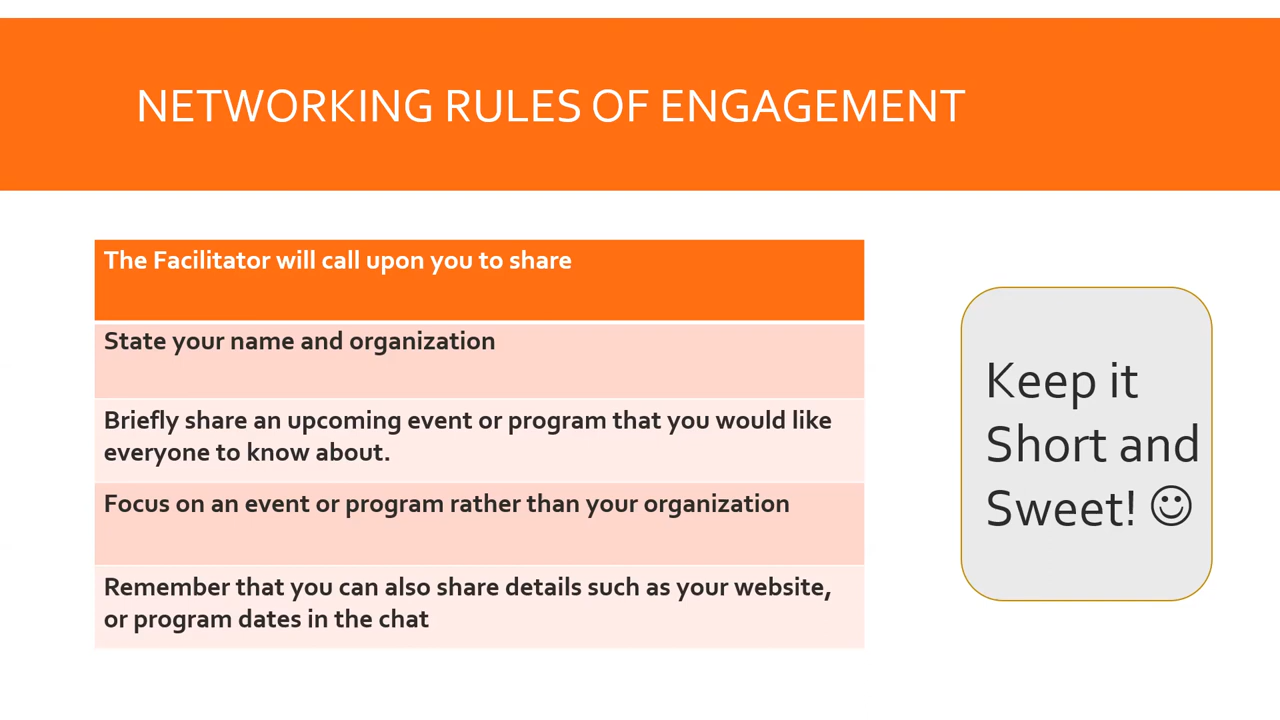 NETWORKING RULES OF ENGAGEMENT
The Facilitator will call upon you to share
State your name and organization
Briefly share an upcoming event or program that you would like
everyone to know about.
Focus on an event or program rather than your organization
Remember that you can also share details such as your website,
or program dates in the chat
Keep it
Short and
Sweet! ☺